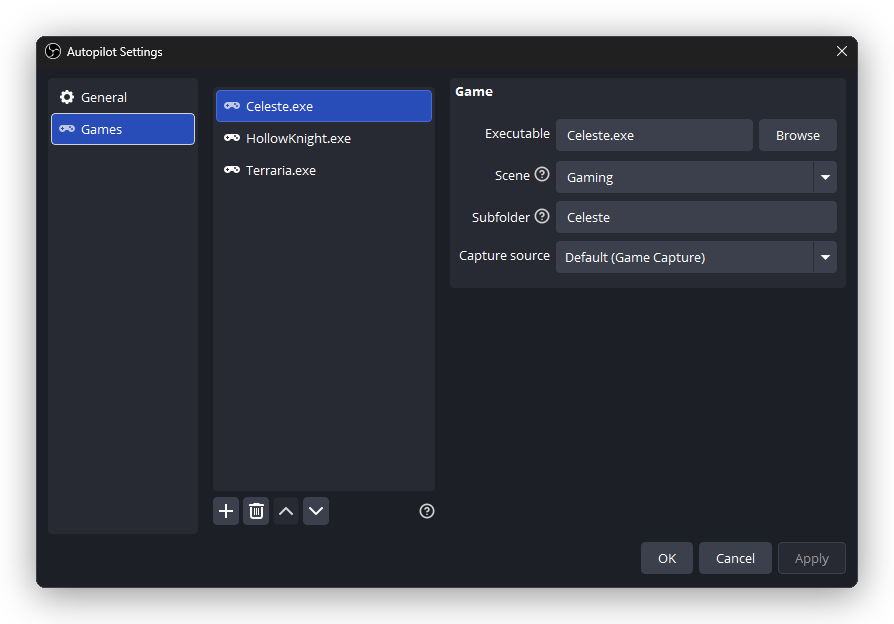 Autopilot Settings
General
Games
Celeste.exe
HollowKnight.exe
Terraria.exe
Game
Executable Celeste.exe Browse
Scene Gaming
Subfolder Celeste
Capture source Default (Game Capture)
OK Cancel Apply